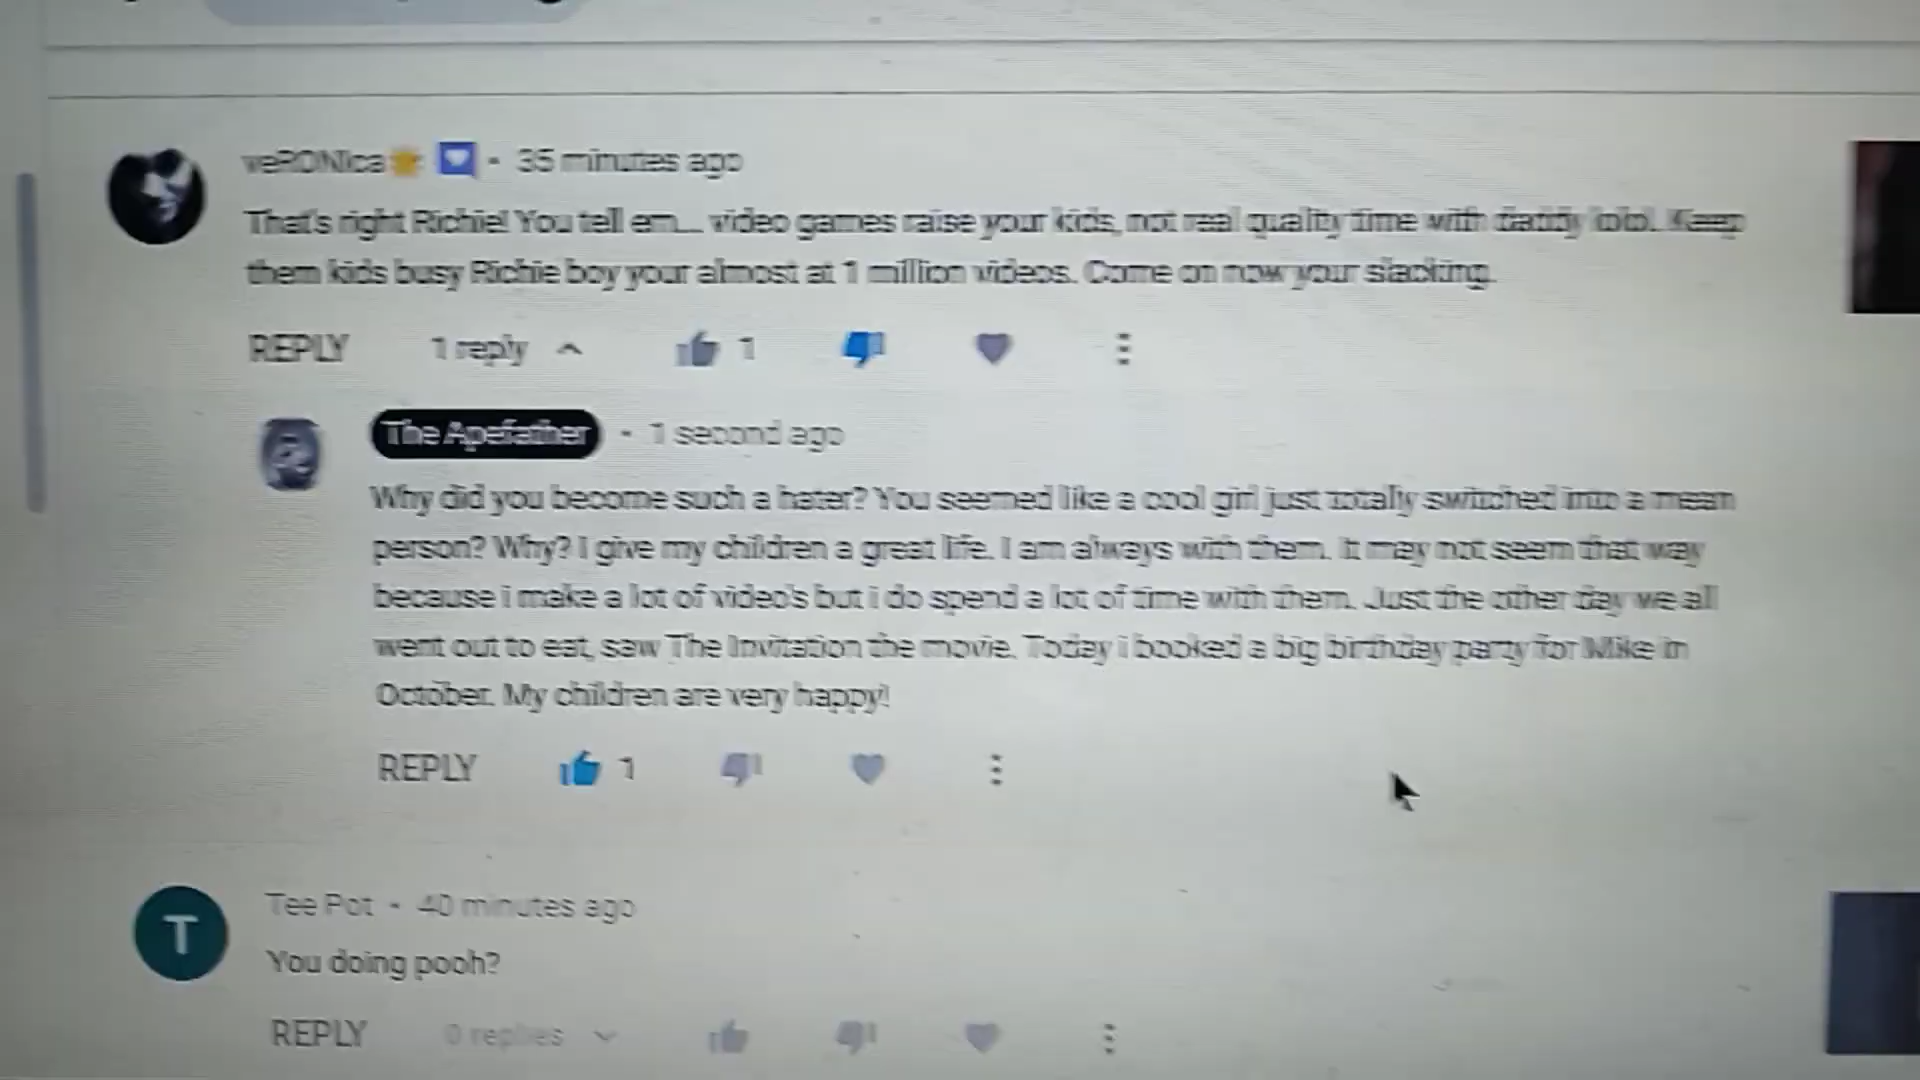 veRONIca • 35 minutes ago
That's right Richie! You tell em.... video games raise your kids, not real quality time with daddy lolol. Keep
them kids busy Richie boy your almost at 1 million videos. Come on now your slacking.
REPLY 1 reply 1
The Apefather • 1 second ago
Why did you become such a hater? You seemed like a cool girl just totally switched into a mean
person? Why? I give my children a great life. I am always with them. It may not seem that way
because i make a lot of video's but i do spend a lot of time with them. Just the other day we all
went out to eat, saw The Invitation the movie. Today i booked a big birthday party for Mike in
October. My children are very happy!
REPLY 1
T
Tee Pot • 40 minutes ago
You doing pooh?
REPLY 0 replies